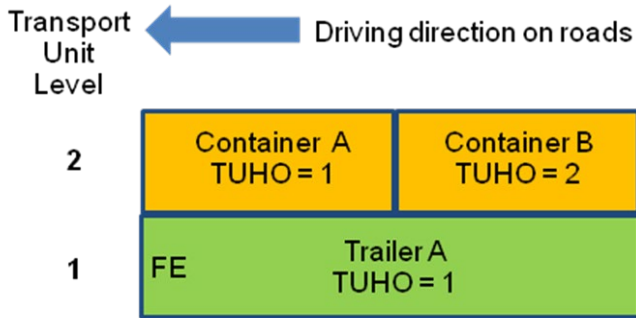 Transport
Unit
Level
Driving direction on roads
2
Container A
TUHO = 1
Container B
TUHO = 2
1
FE
Trailer A
TUHO = 1